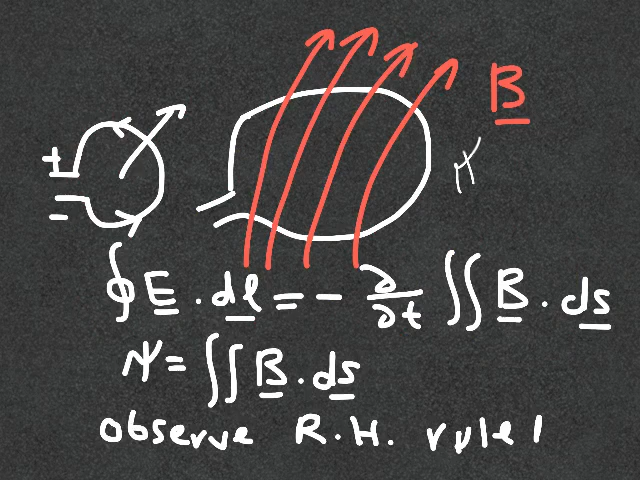 B
+
ψ
-
∮ E . dl = - ∂/∂t ∬ B . ds
ψ = ∬ B . ds
observe R.H. rule!